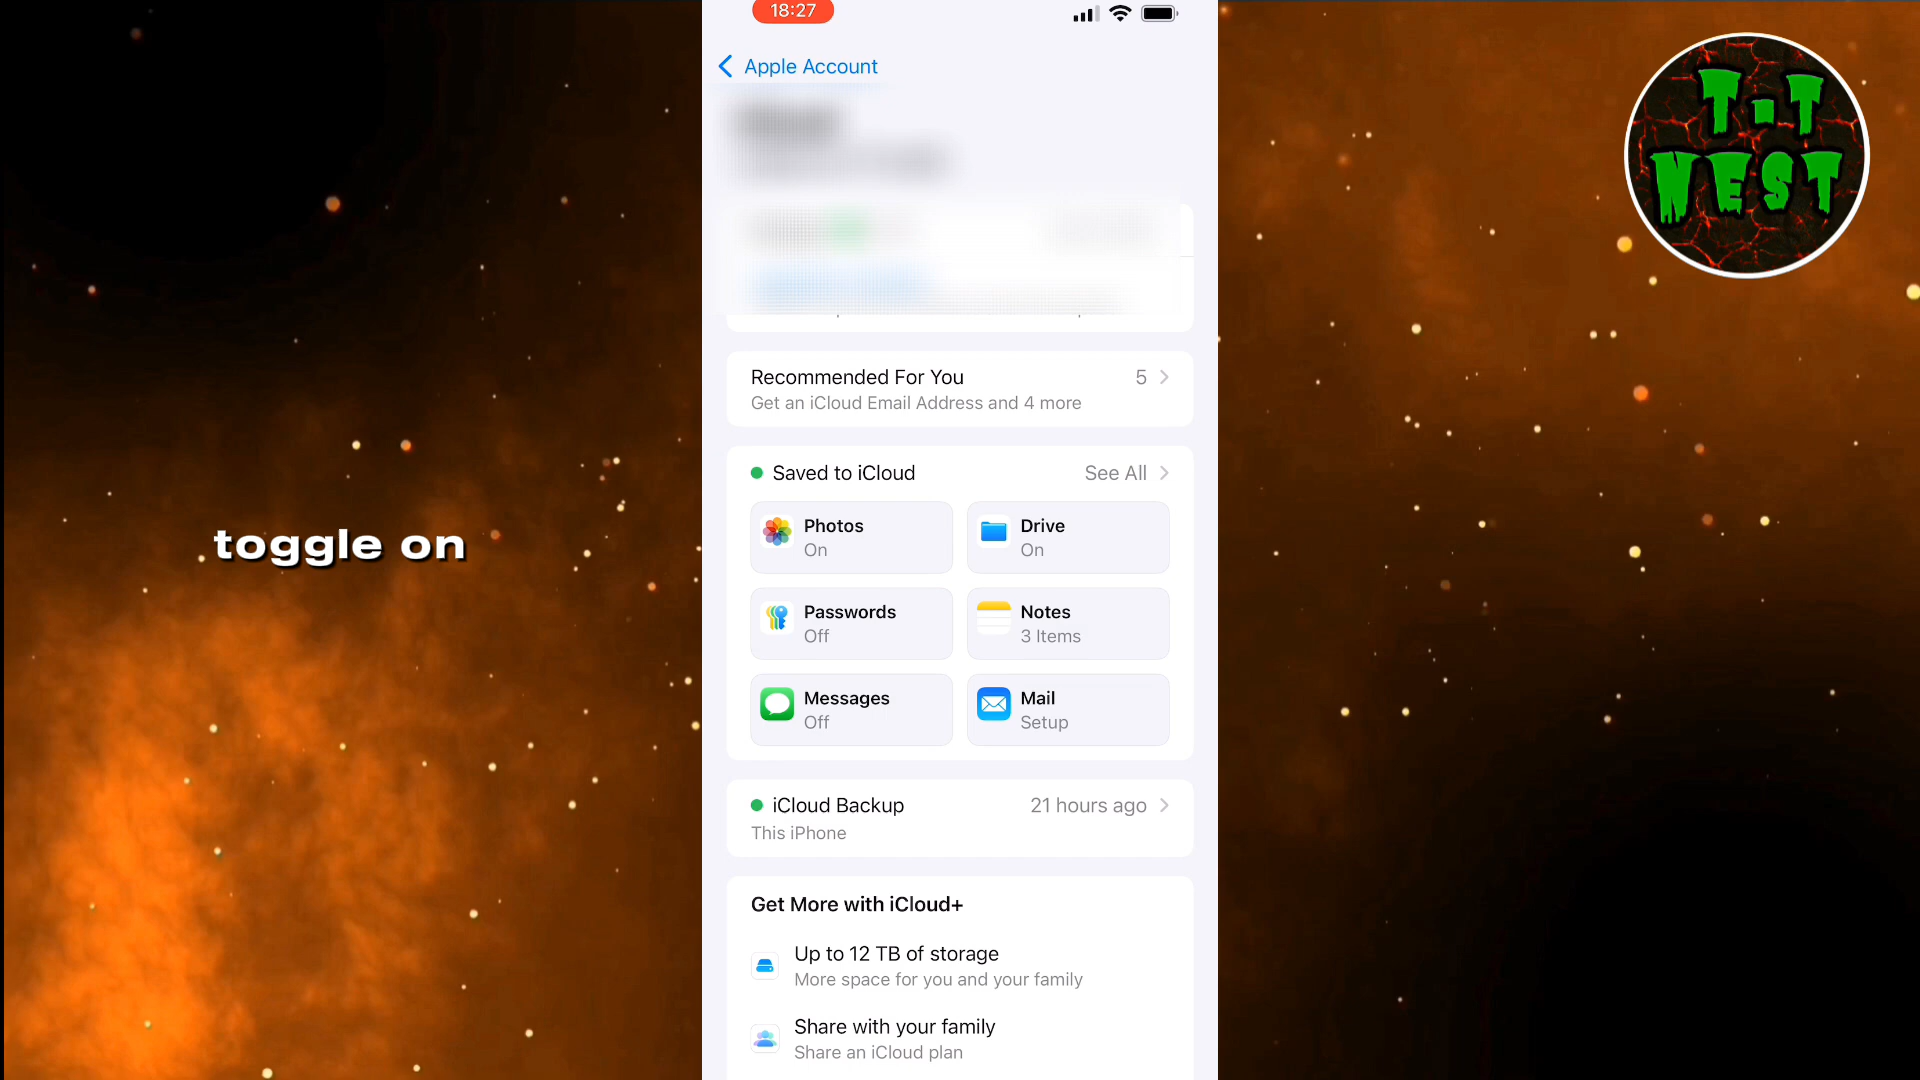 18:27
Apple Account
Recommended For You
5
Get an iCloud Email Address and 4 more
Saved to iCloud
See All
Photos
On
Drive
On
Passwords
Off
Notes
3 Items
Messages
Off
Mail
Setup
iCloud Backup
21 hours ago
This iPhone
Get More with iCloud+
Up to 12 TB of storage
More space for you and your family
Share with your family
Share an iCloud plan
toggle on
T-T
NEST